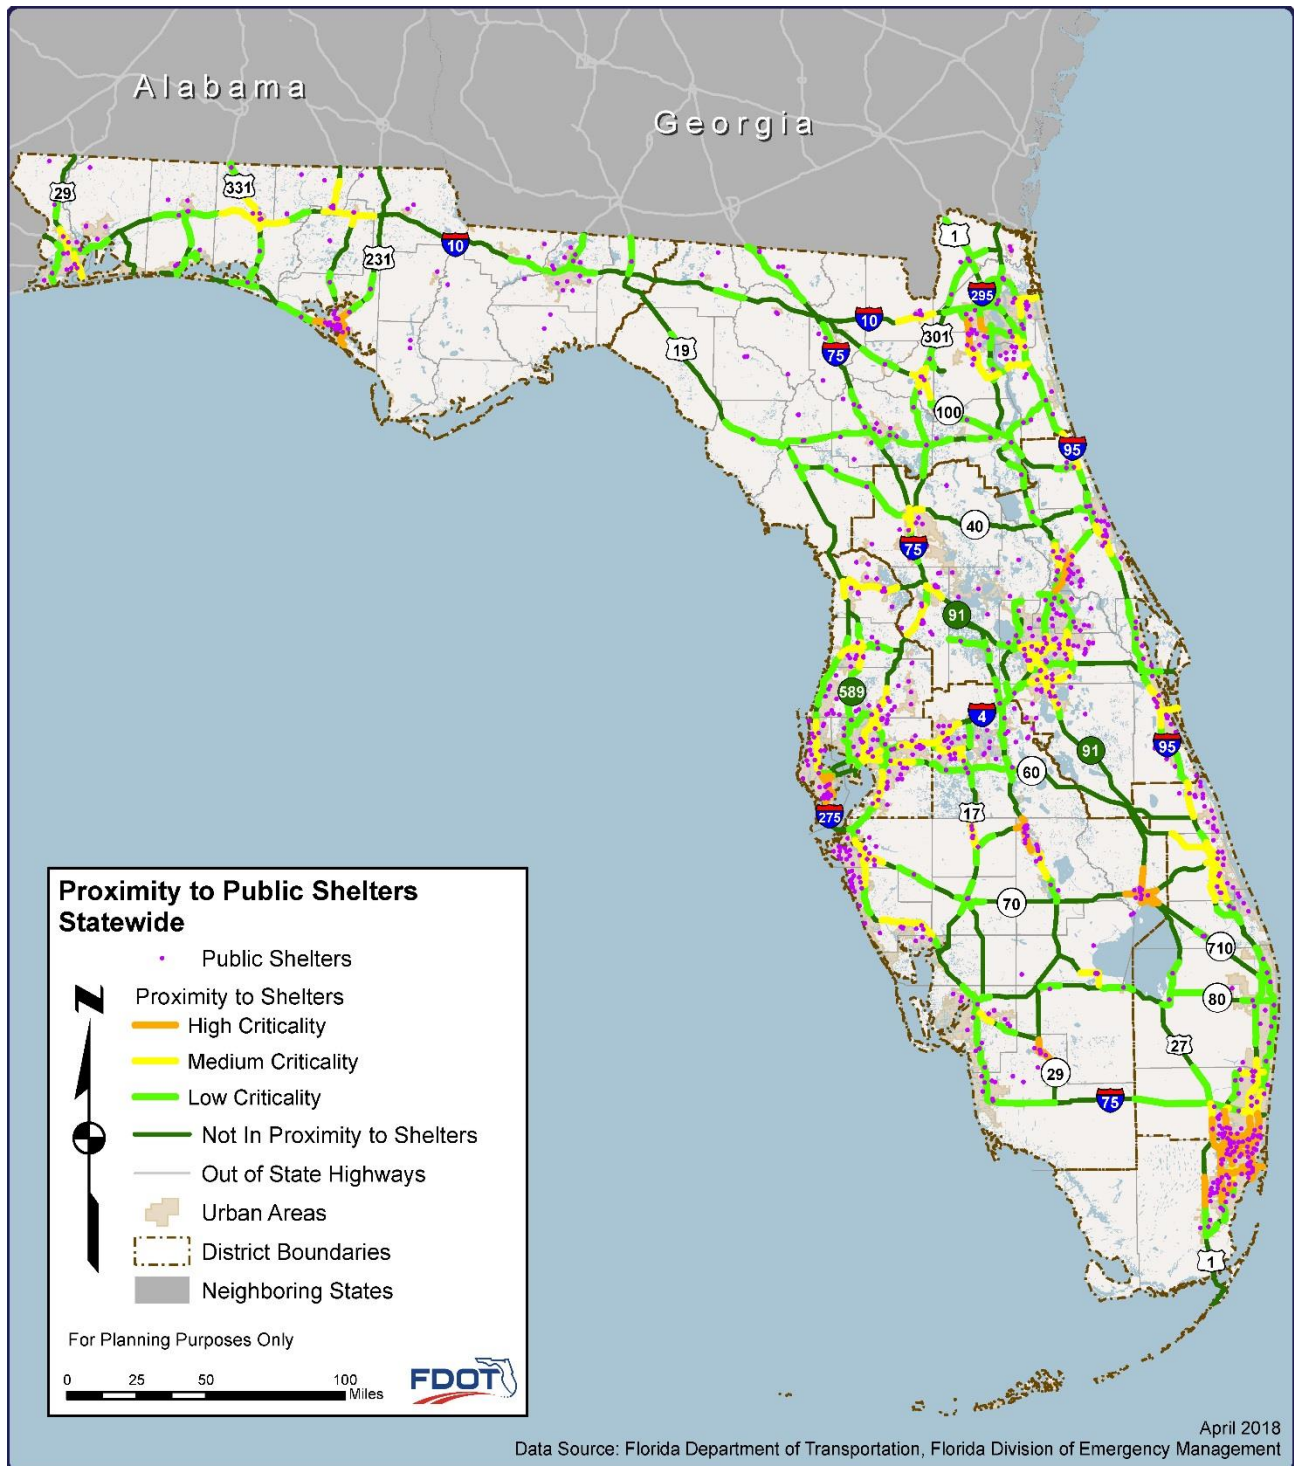 Alabama
Georgia
29
331
231
10
1
295
10
301
19
75
100
95
40
75
91
589
4
91
95
60
17
275
70
710
80
27
29
75
1
Proximity to Public Shelters
Statewide
Public Shelters
N
Proximity to Shelters
High Criticality
Medium Criticality
Low Criticality
Not In Proximity to Shelters
Out of State Highways
Urban Areas
District Boundaries
Neighboring States
For Planning Purposes Only
0 25 50 100
Miles
FDOT
April 2018
Data Source: Florida Department of Transportation, Florida Division of Emergency Management